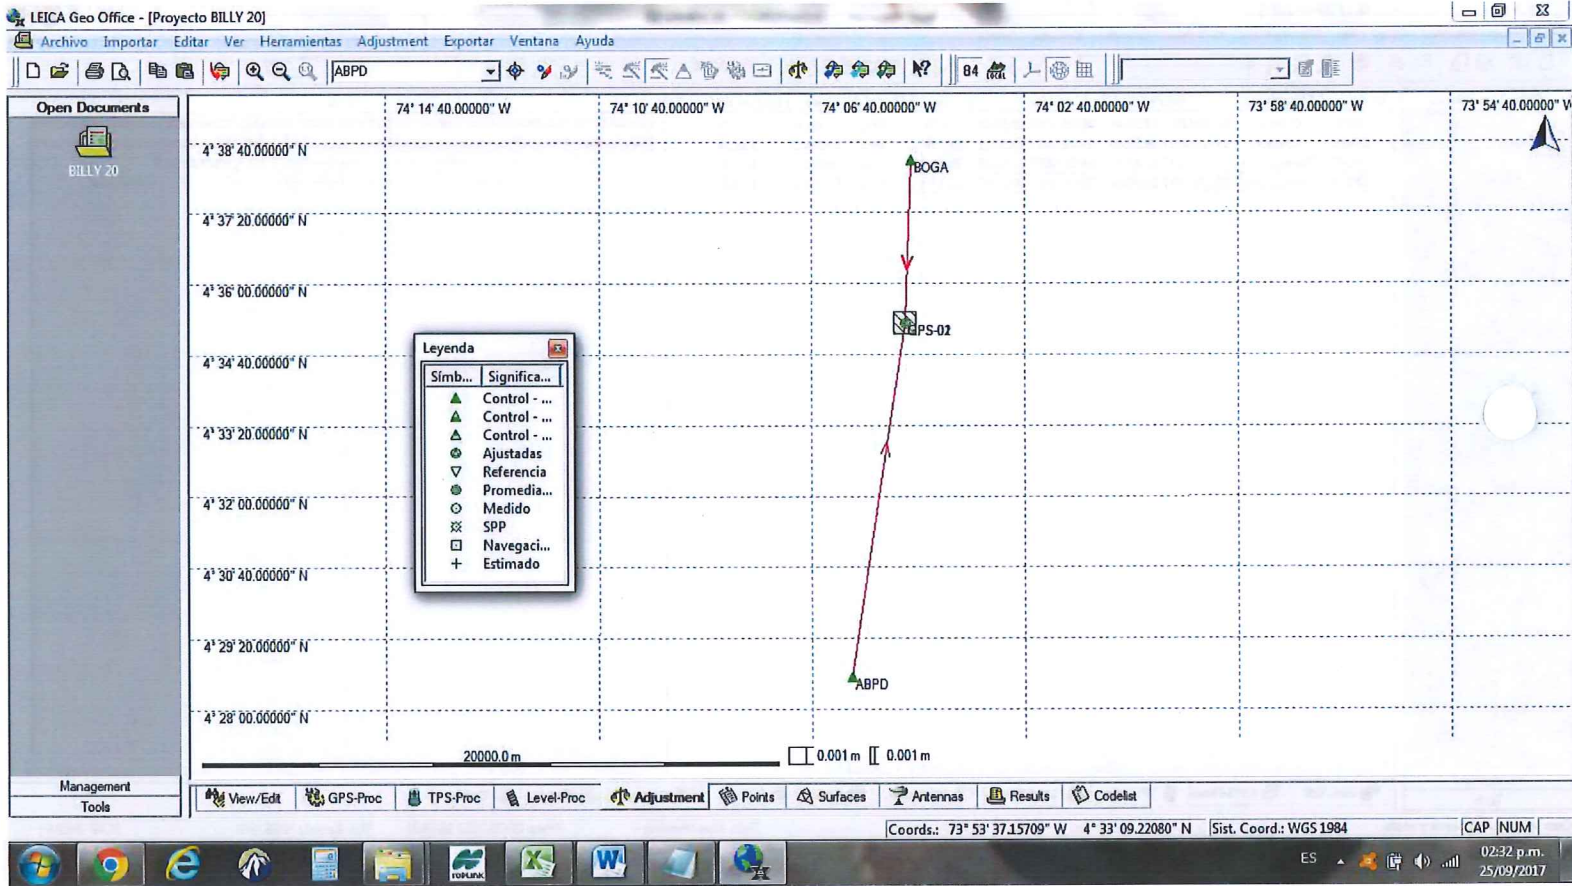 LEICA Geo Office - [Proyecto BILLY 20]
Archivo Importar Editar Ver Herramientas Adjustment Exportar Ventana Ayuda
ABPD
84
LOCAL
Open Documents
BILLY 20
Management
Tools
74° 14' 40.00000" W 74° 10' 40.00000" W 74° 06' 40.00000" W 74° 02' 40.00000" W 73° 58' 40.00000" W 73° 54' 40.00000" W
4° 38' 40.00000" N
BOGA
4° 37' 20.00000" N
4° 36' 00.00000" N
4° 34' 40.00000" N
4° 33' 20.00000" N
4° 32' 00.00000" N
4° 30' 40.00000" N
4° 29' 20.00000" N
ABPD
4° 28' 00.00000" N
Leyenda
Símb... Significa...
Control - ...
Control - ...
Control - ...
Ajustadas
Referencia
Promedia...
Medido
SPP
Navegaci...
Estimado
20000.0 m
0.001 m 0.001 m
View/Edit GPS-Proc TPS-Proc Level-Proc Adjustment Points Surfaces Antennas Results Codelist
Coords.: 73° 53' 37.15709" W 4° 33' 09.22080" N Sist. Coord.: WGS 1984 CAP NUM
TOPLINK
ES
02:32 p.m.
25/09/2017